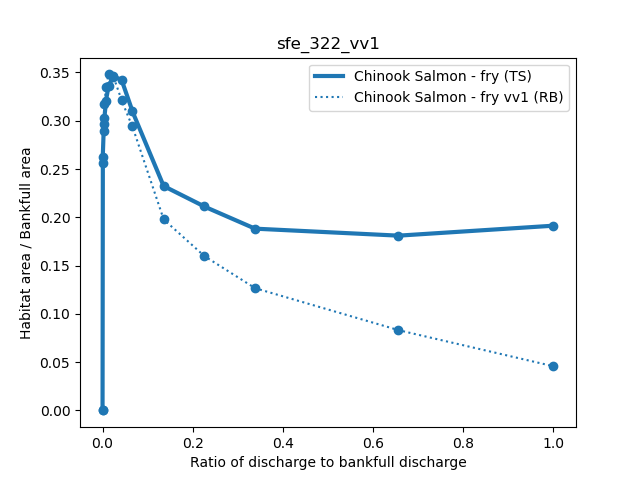 sfe_322_vv1
Chinook Salmon - fry (TS)
Chinook Salmon - fry vv1 (RB)
Habitat area / Bankfull area
0.35
0.30
0.25
0.20
0.15
0.10
0.05
0.00
0.0 0.2 0.4 0.6 0.8 1.0
Ratio of discharge to bankfull discharge